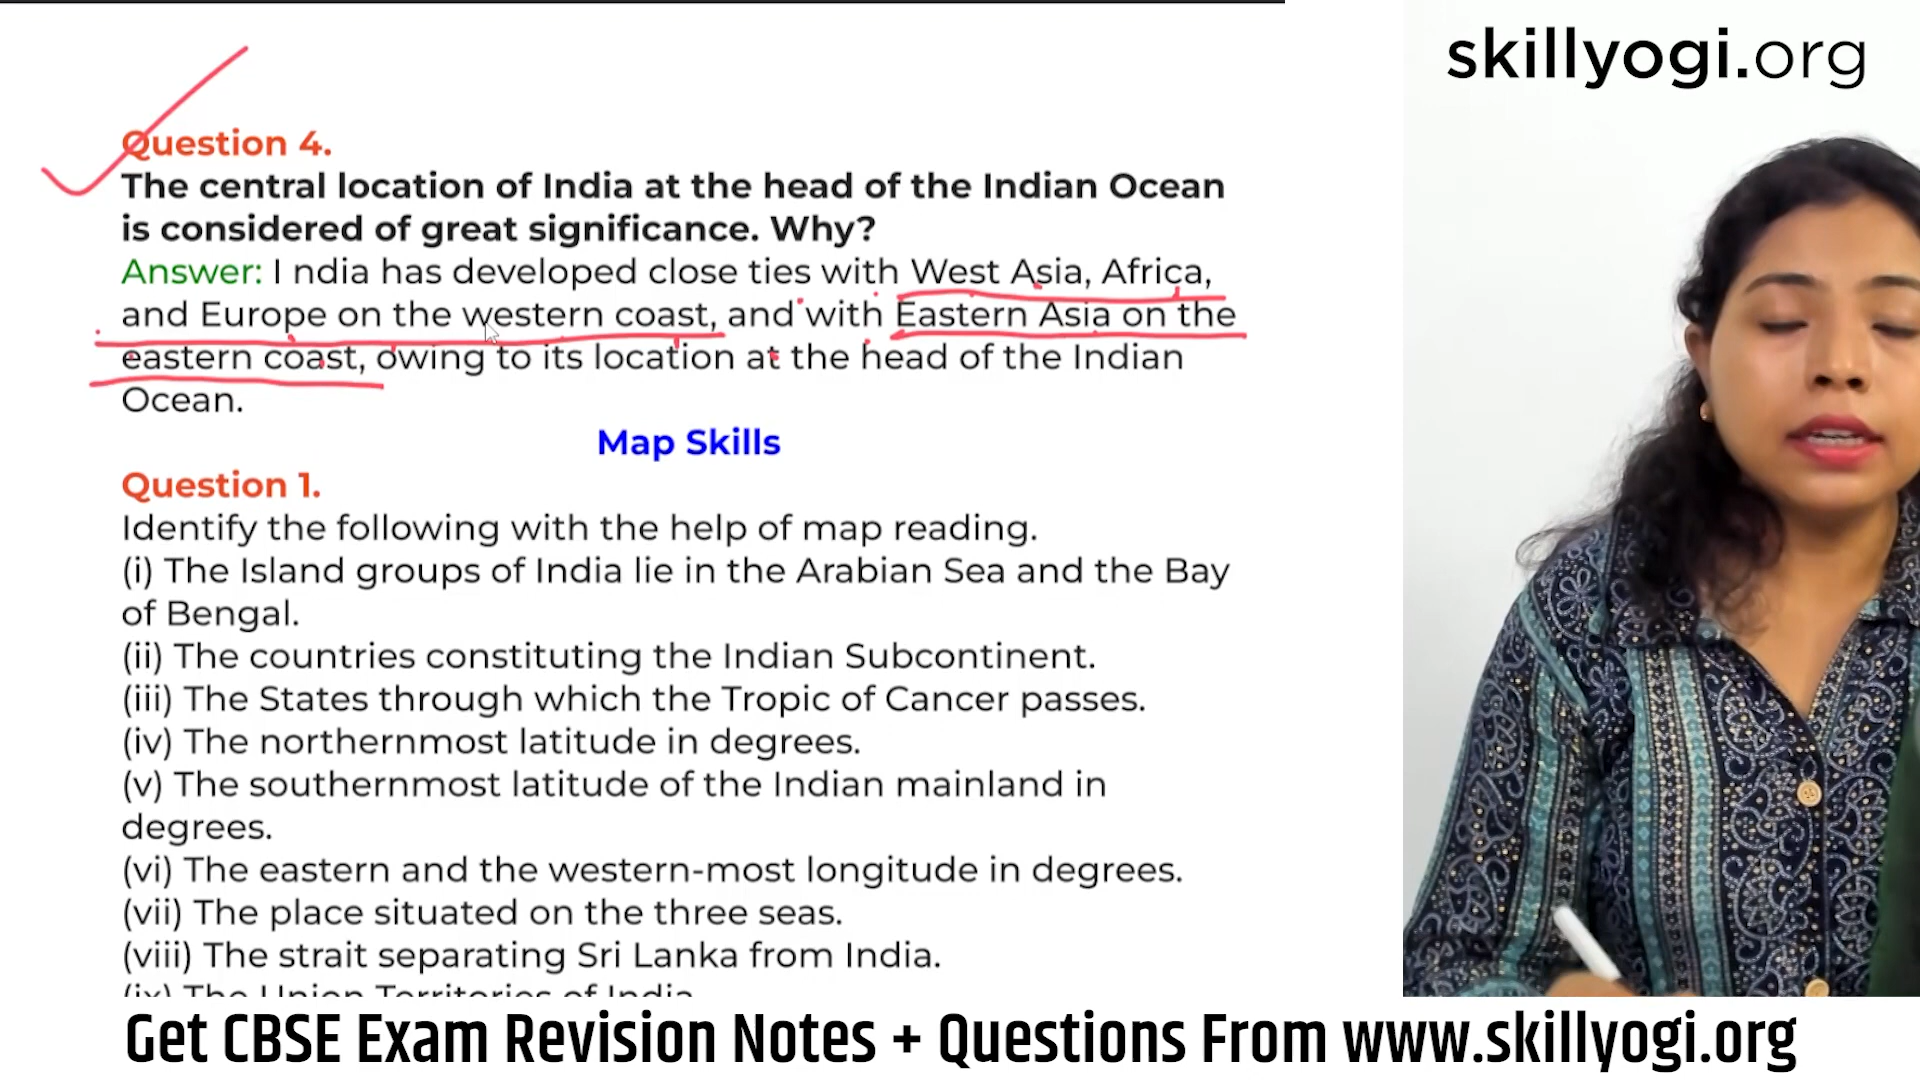 skillyogi.org
Question 4.
The central location of India at the head of the Indian Ocean
is considered of great significance. Why?
Answer: I ndia has developed close ties with West Asia, Africa,
and Europe on the western coast, and with Eastern Asia on the
eastern coast, owing to its location at the head of the Indian
Ocean.
Map Skills
Question 1.
Identify the following with the help of map reading.
(i) The Island groups of India lie in the Arabian Sea and the Bay
of Bengal.
(ii) The countries constituting the Indian Subcontinent.
(iii) The States through which the Tropic of Cancer passes.
(iv) The northernmost latitude in degrees.
(v) The southernmost latitude of the Indian mainland in
degrees.
(vi) The eastern and the western-most longitude in degrees.
(vii) The place situated on the three seas.
(viii) The strait separating Sri Lanka from India.
(ix) The Union Territories of India
Get CBSE Exam Revision Notes + Questions From www.skillyogi.org